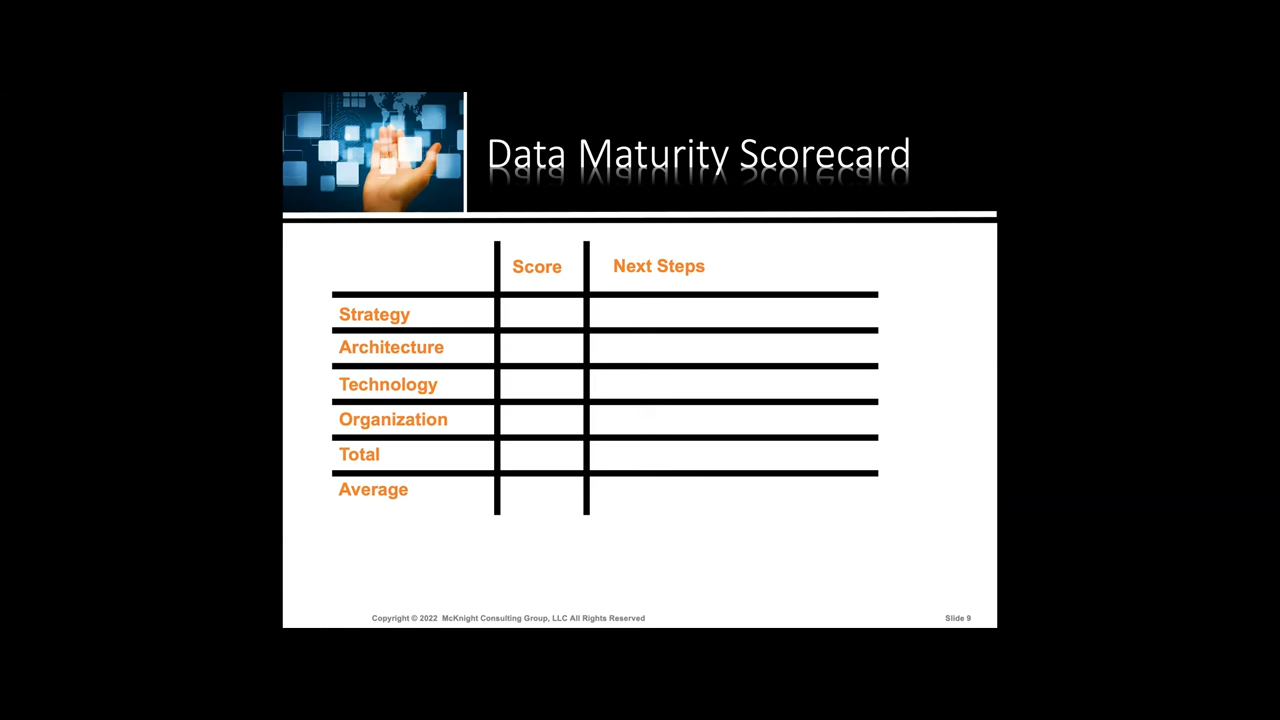 Data Maturity Scorecard
Score Next Steps
Strategy
Architecture
Technology
Organization
Total
Average
Copyright © 2022 McKnight Consulting Group, LLC All Rights Reserved Slide 9